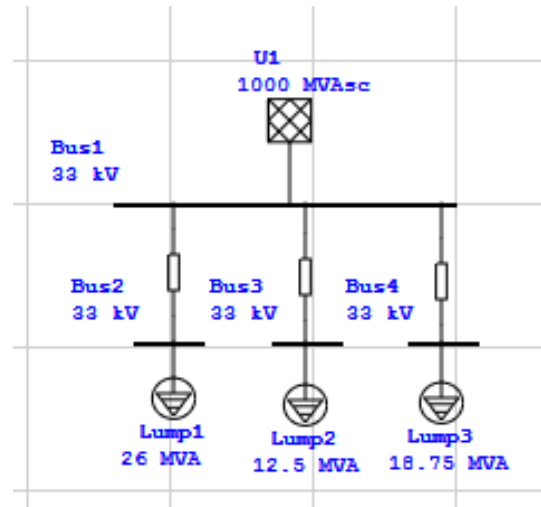 U1
1000 MVAsc
Bus1
33 kV
Bus2 Bus3 Bus4
33 kV 33 kV 33 kV
Lump1 Lump2 Lump3
26 MVA 12.5 MVA 18.75 MVA